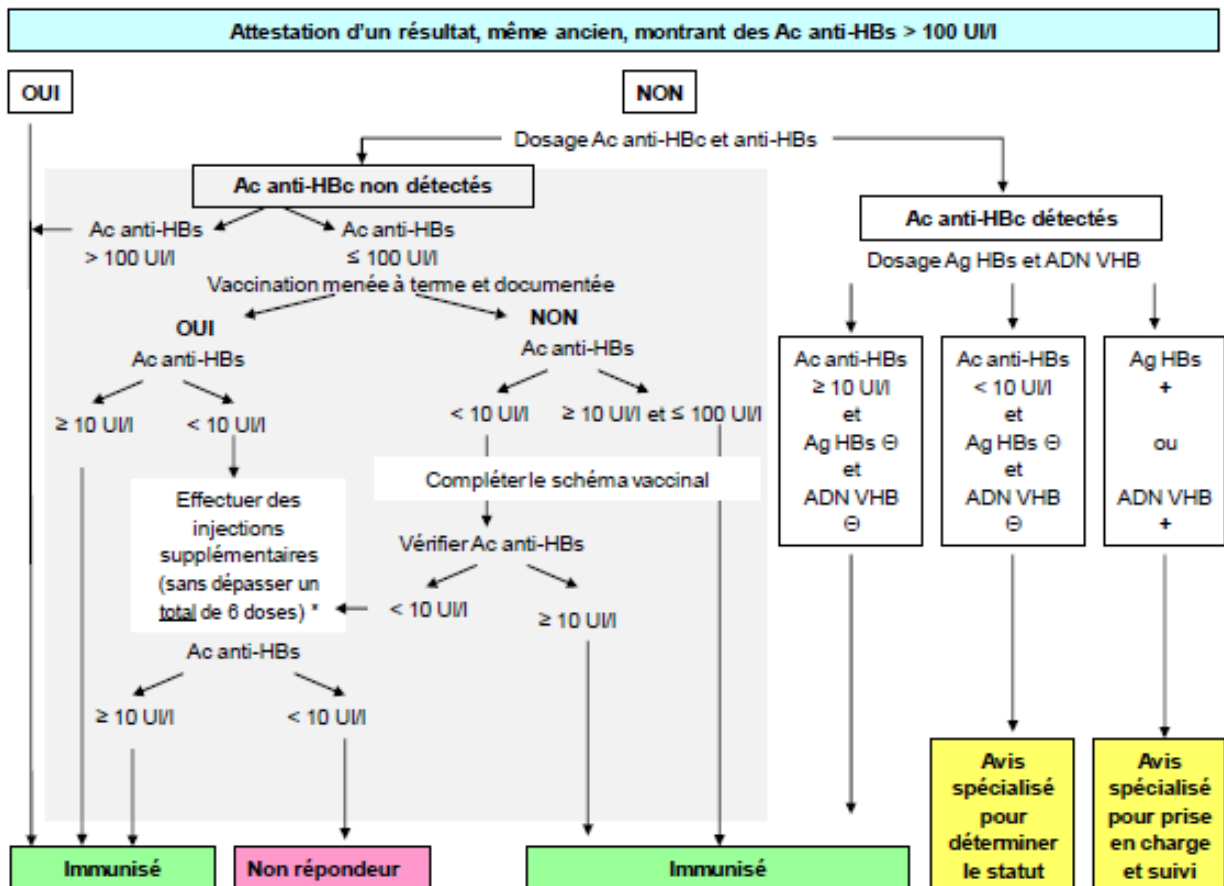 Attestation d'un résultat, même ancien, montrant des Ac anti-HBs > 100 UI/l
OUI
NON
Dosage Ac anti-HBc et anti-HBs
Ac anti-HBc non détectés
Ac anti-HBs
> 100 UI/l
Ac anti-HBs
≤ 100 UI/l
Vaccination menée à terme et documentée
OUI
Ac anti-HBs
≥ 10 UI/l
< 10 UI/l
NON
Ac anti-HBs
< 10 UI/l
≥ 10 UI/l et ≤ 100 UI/l
Effectuer des
injections
supplémentaires
(sans dépasser un
total de 6 doses) *
Compléter le schéma vaccinal
Vérifier Ac anti-HBs
< 10 UI/l
≥ 10 UI/l
Ac anti-HBs
≥ 10 UI/l
< 10 UI/l
Ac anti-HBc détectés
Dosage Ag HBs et ADN VHB
Ac anti-HBs
≥ 10 UI/l
et
Ag HBs ⊖
et
ADN VHB
⊖
Ac anti-HBs
< 10 UI/l
et
Ag HBs ⊖
et
ADN VHB
⊖
Ag HBs
+
ou
ADN VHB
+
Immunisé
Non répondeur
Immunisé
Avis
spécialisé
pour
déterminer
le statut
Avis
spécialisé
pour prise
en charge
et suivi